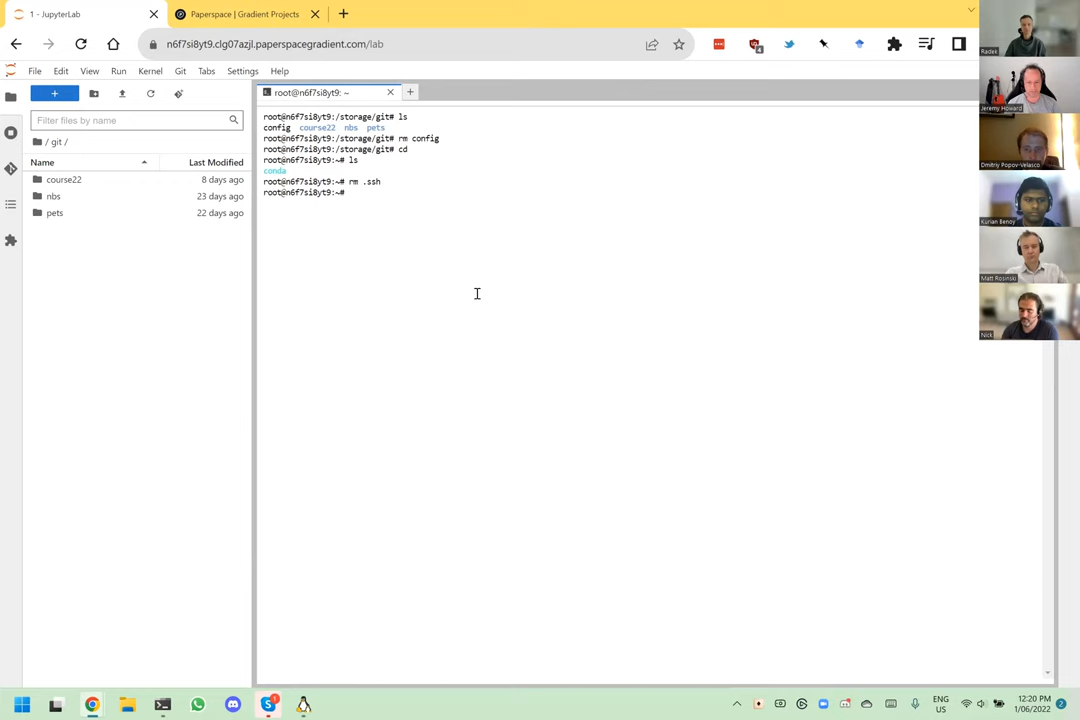 1 - JupyterLab
Paperspace | Gradient Projects
n6f7si8yt9.clg07azjl.paperspacegradient.com/lab
4
File Edit View Run Kernel Git Tabs Settings Help
root@n6f7si8yt9: ~
Filter files by name
/ git /
Name Last Modified
course22 8 days ago
nbs 23 days ago
pets 22 days ago
root@n6f7si8yt9:/storage/git# ls
config course22 nbs pets
root@n6f7si8yt9:/storage/git# rm config
root@n6f7si8yt9:/storage/git# cd
root@n6f7si8yt9:~# ls
conda
root@n6f7si8yt9:~# rm .ssh
root@n6f7si8yt9:~#
Radek
Jeremy Howard
Dmitriy Popov-Velasco
Kurian Benoy
Matt Rosinski
Nick
ENG
US
12:20 PM
1/06/2022
2